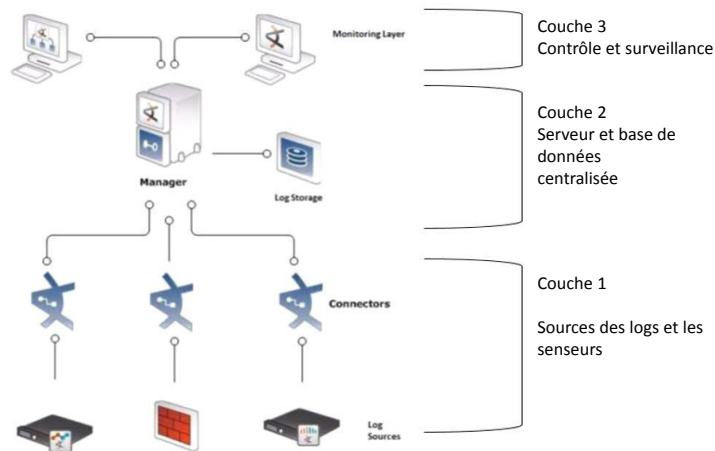 Monitoring Layer
Couche 3
Contrôle et surveillance
Couche 2
Serveur et base de
données
centralisée
Manager
Log Storage
Couche 1
Connectors
Sources des logs et les
senseurs
Log
Sources